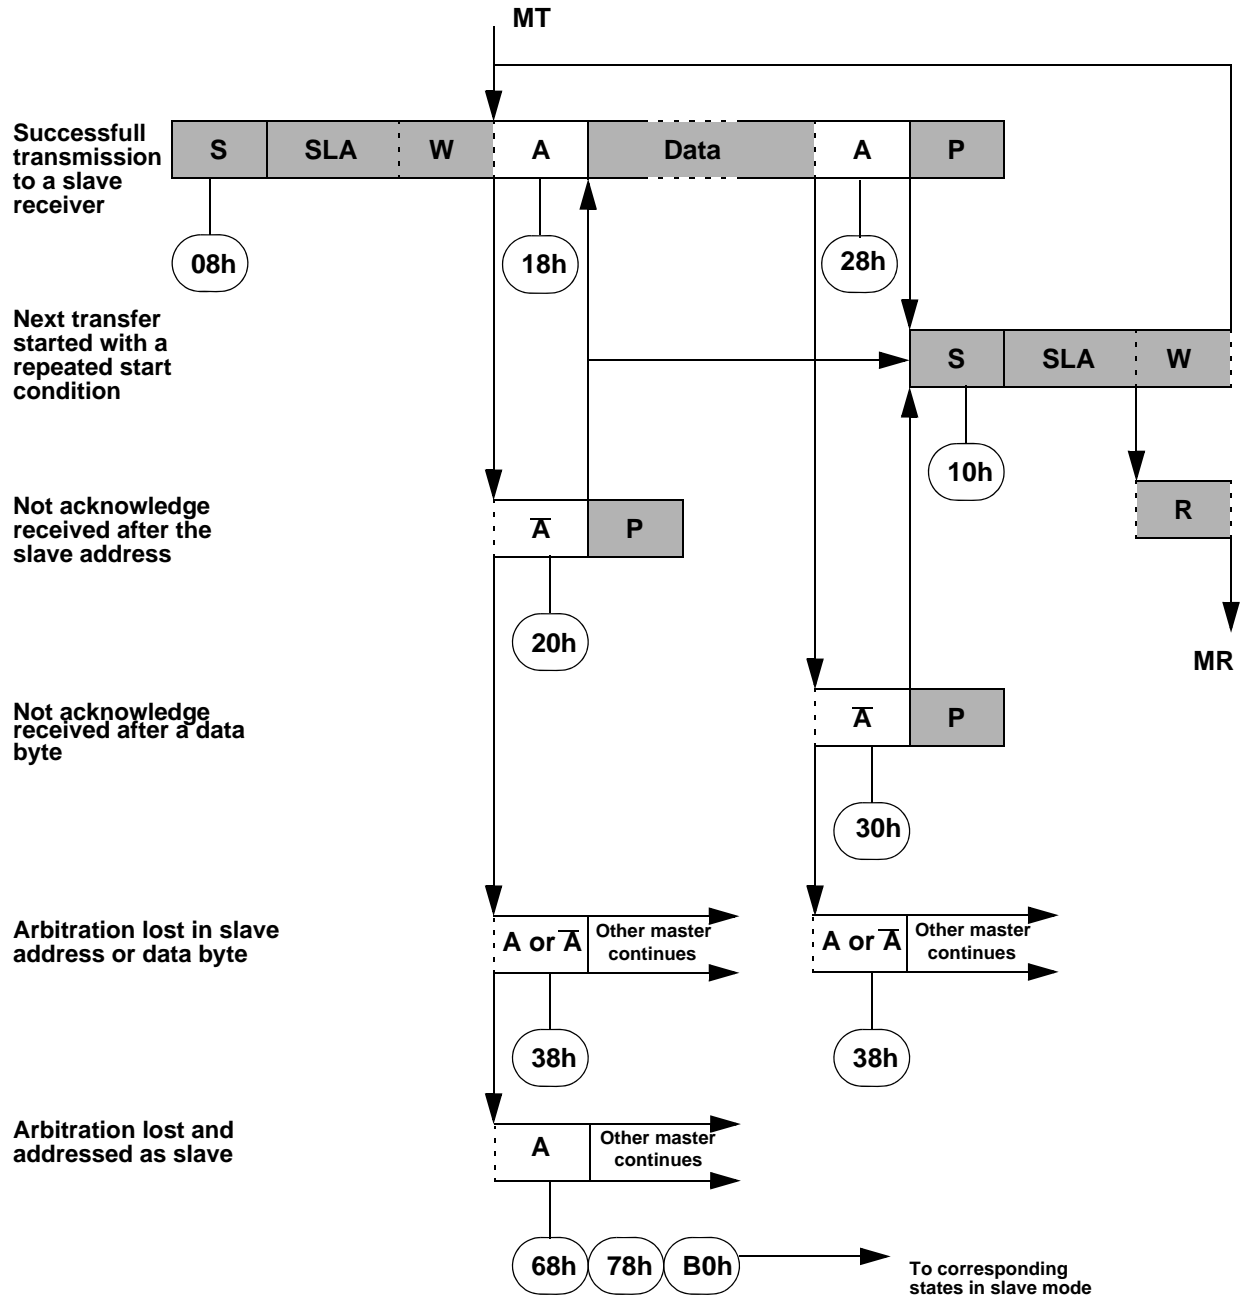 MT
Successfull
transmission
to a slave
receiver
S SLA W A Data A P
08h 18h 28h
Next transfer
started with a
repeated start
condition
S SLA W
10h
Not acknowledge
received after the
slave address
A̅ P
R
20h
MR
Not acknowledge
received after a data
byte
A̅ P
30h
Arbitration lost in slave
address or data byte
A or A̅ Other master
continues
A or A̅ Other master
continues
38h 38h
Arbitration lost and
addressed as slave
A Other master
continues
68h 78h B0h
To corresponding
states in slave mode